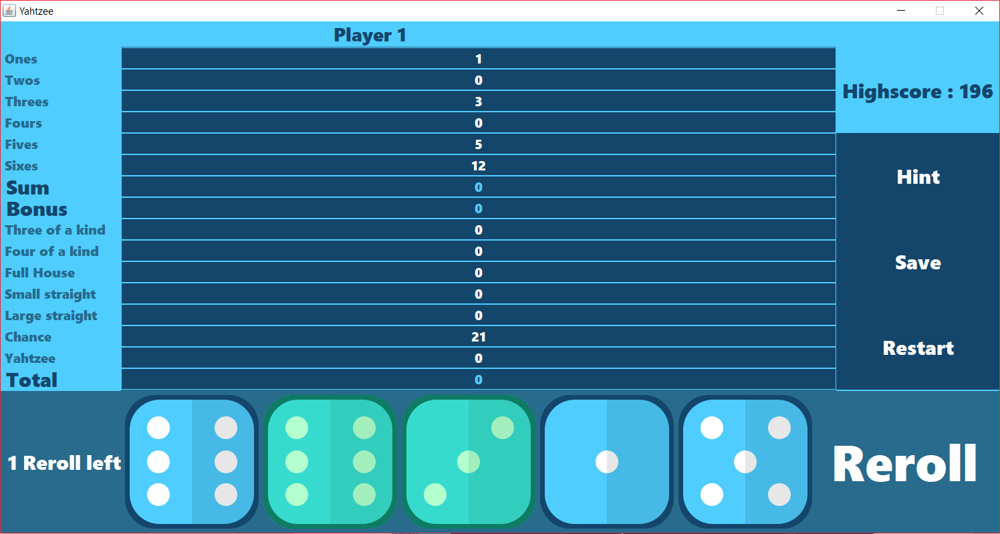 Yahtzee
Player 1
Ones 1
Twos 0
Threes 3
Highscore : 196
Fours 0
Fives 5
Sixes 12
Hint
Sum 0
Bonus 0
Three of a kind 0
Four of a kind 0
Save
Full House 0
Small straight 0
Large straight 0
Chance 21
Restart
Yahtzee 0
Total 0
1 Reroll left
Reroll